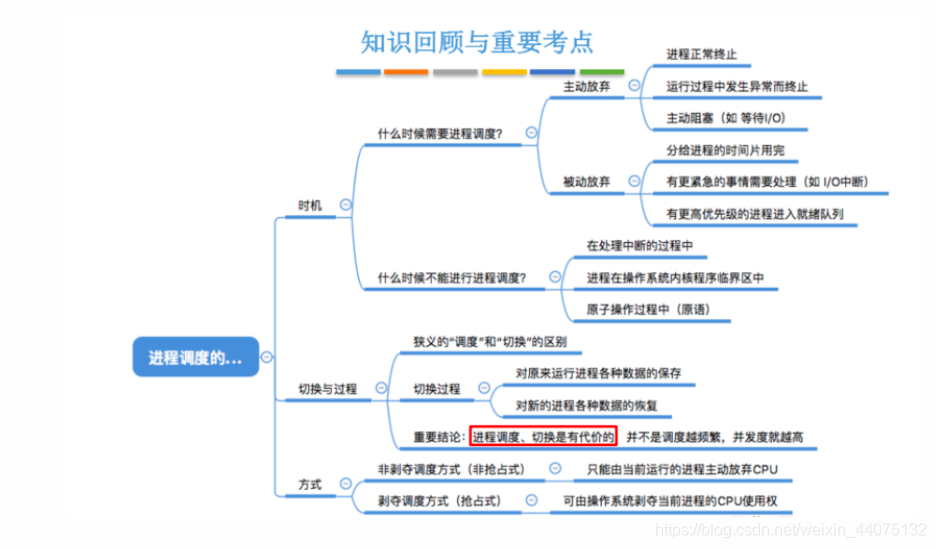 知识回顾与重要考点
进程调度的...
时机
什么时候需要进程调度？
主动放弃
进程正常终止
运行过程中发生异常而终止
主动阻塞（如 等待I/O）
被动放弃
分给进程的时间片用完
有更紧急的事情需要处理（如 I/O中断）
有更高优先级的进程进入就绪队列
什么时候不能进行进程调度？
在处理中断的过程中
进程在操作系统内核程序临界区中
原子操作过程中（原语）
切换与过程
狭义的“调度”和“切换”的区别
切换过程
对原来运行进程各种数据的保存
对新的进程各种数据的恢复
重要结论：进程调度、切换是有代价的 并不是调度越频繁，并发度就越高
方式
非剥夺调度方式（非抢占式）
只能由当前运行的进程主动放弃CPU
剥夺调度方式（抢占式）
可由操作系统剥夺当前进程的CPU使用权
https://blog.csdn.net/weixin_44075132